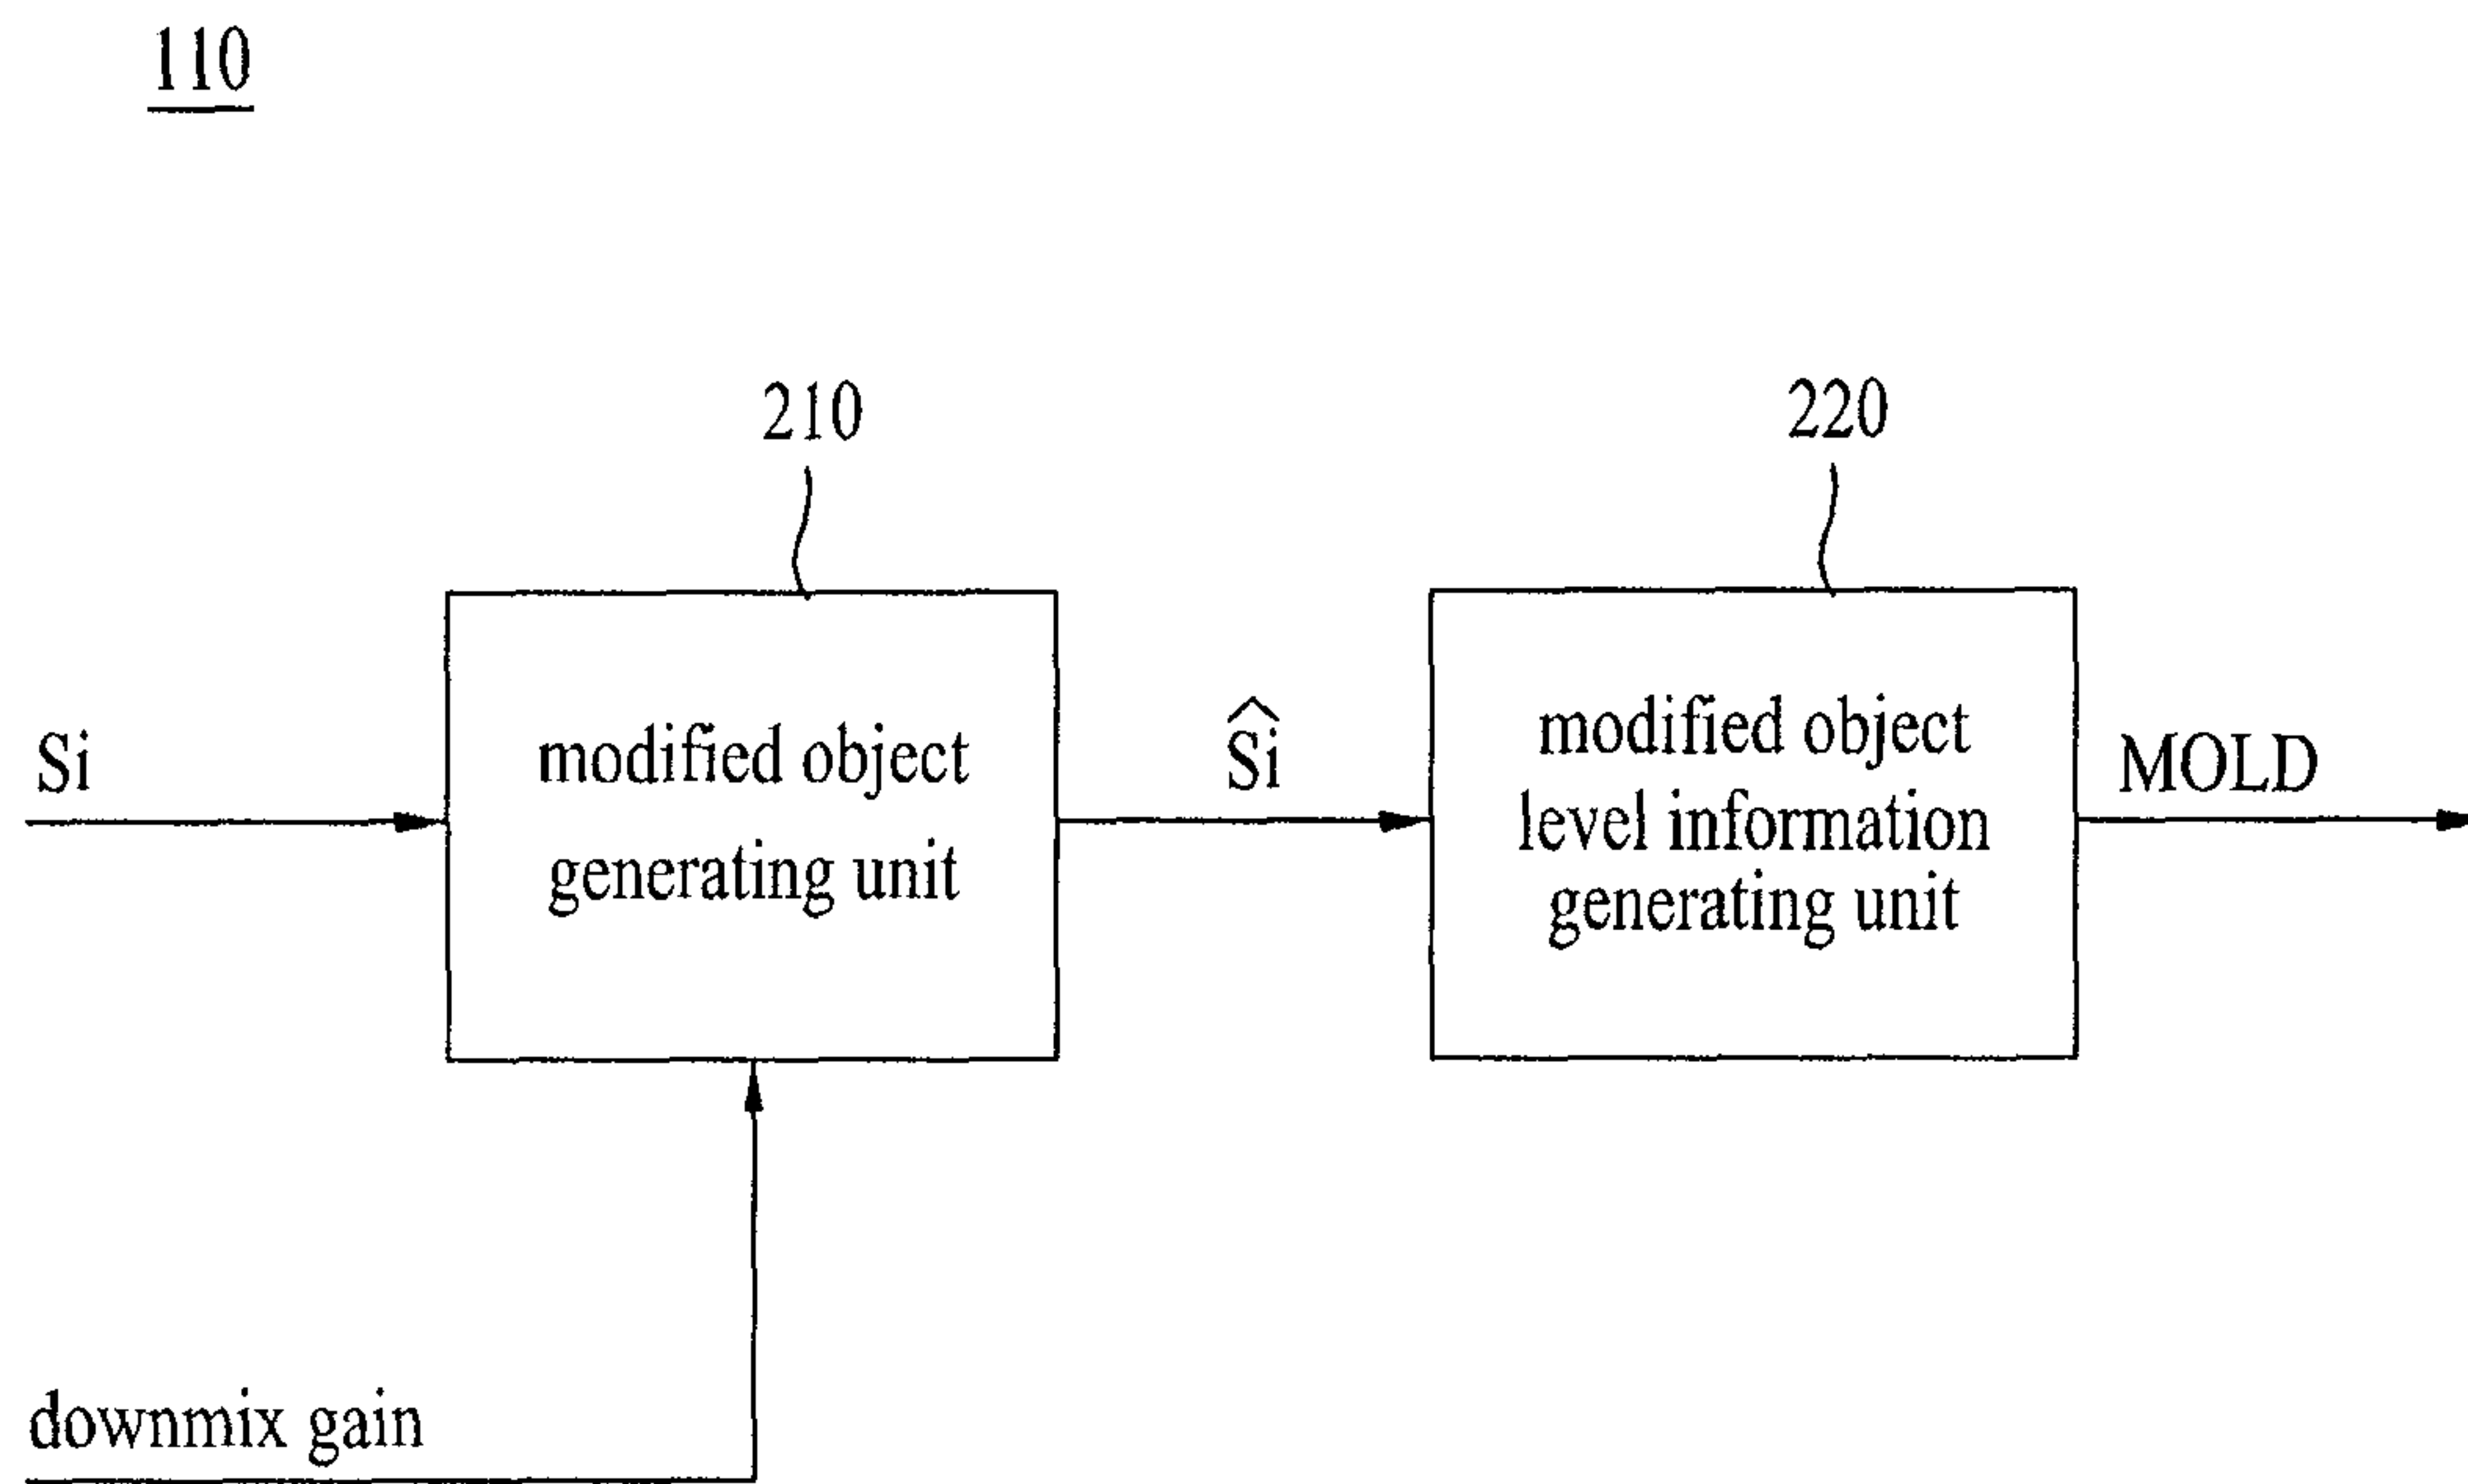 110
210
220
Si
modified object
generating unit
Ŝi
modified object
level information
generating unit
MOLD
downmix gain